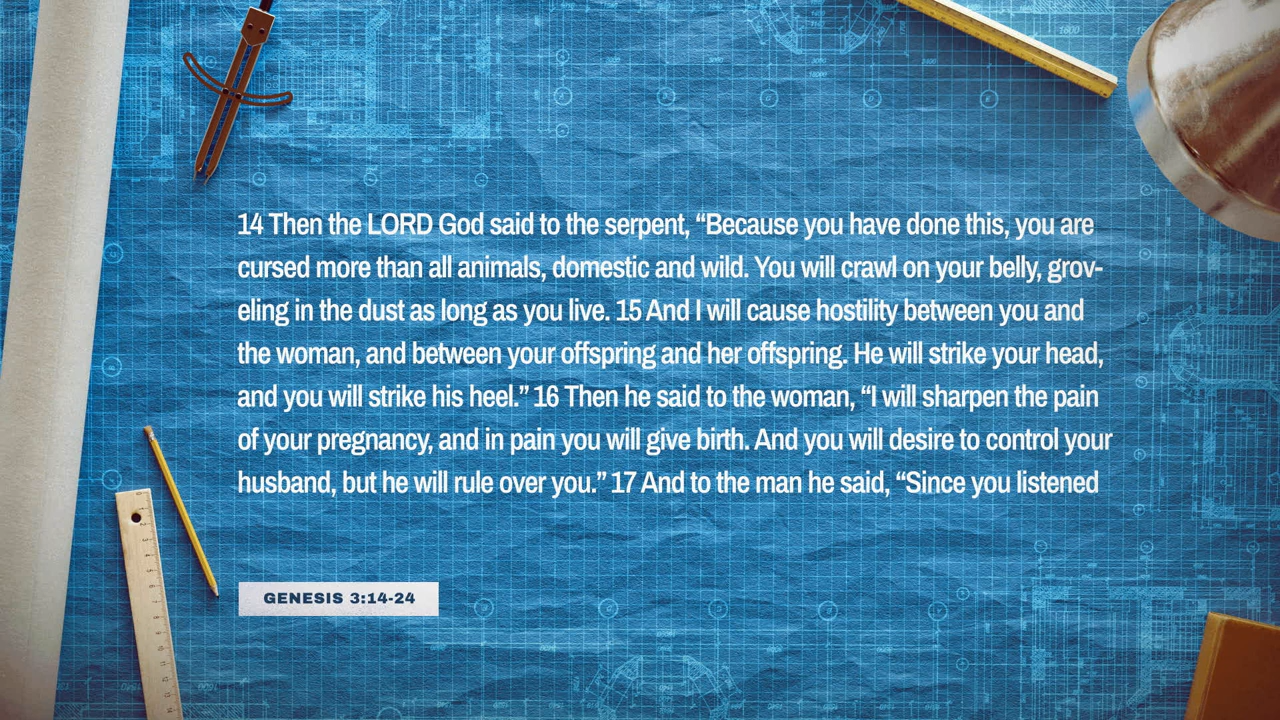 14 Then the LORD God said to the serpent, “Because you have done this, you are
cursed more than all animals, domestic and wild. You will crawl on your belly, grov-
eling in the dust as long as you live. 15 And I will cause hostility between you and
the woman, and between your offspring and her offspring. He will strike your head,
and you will strike his heel.” 16 Then he said to the woman, “I will sharpen the pain
of your pregnancy, and in pain you will give birth. And you will desire to control your
husband, but he will rule over you.” 17 And to the man he said, “Since you listened
GENESIS 3:14-24